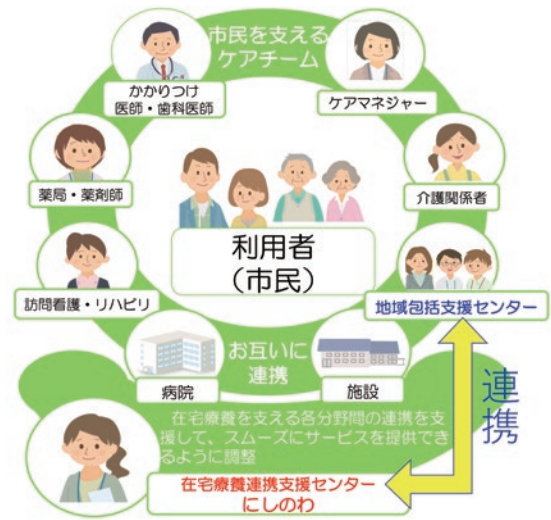 市民を支える
ケアチーム
かかりつけ
医師・歯科医師
ケアマネジャー
薬局・薬剤師
介護関係者
利用者
（市民）
訪問看護・リハビリ
地域包括支援センター
お互いに
連携
病院
施設
連携
在宅療養を支える各分野間の連携を支
援して、スムーズにサービスを提供でき
るように調整
在宅療養連携支援センター
にしのわ